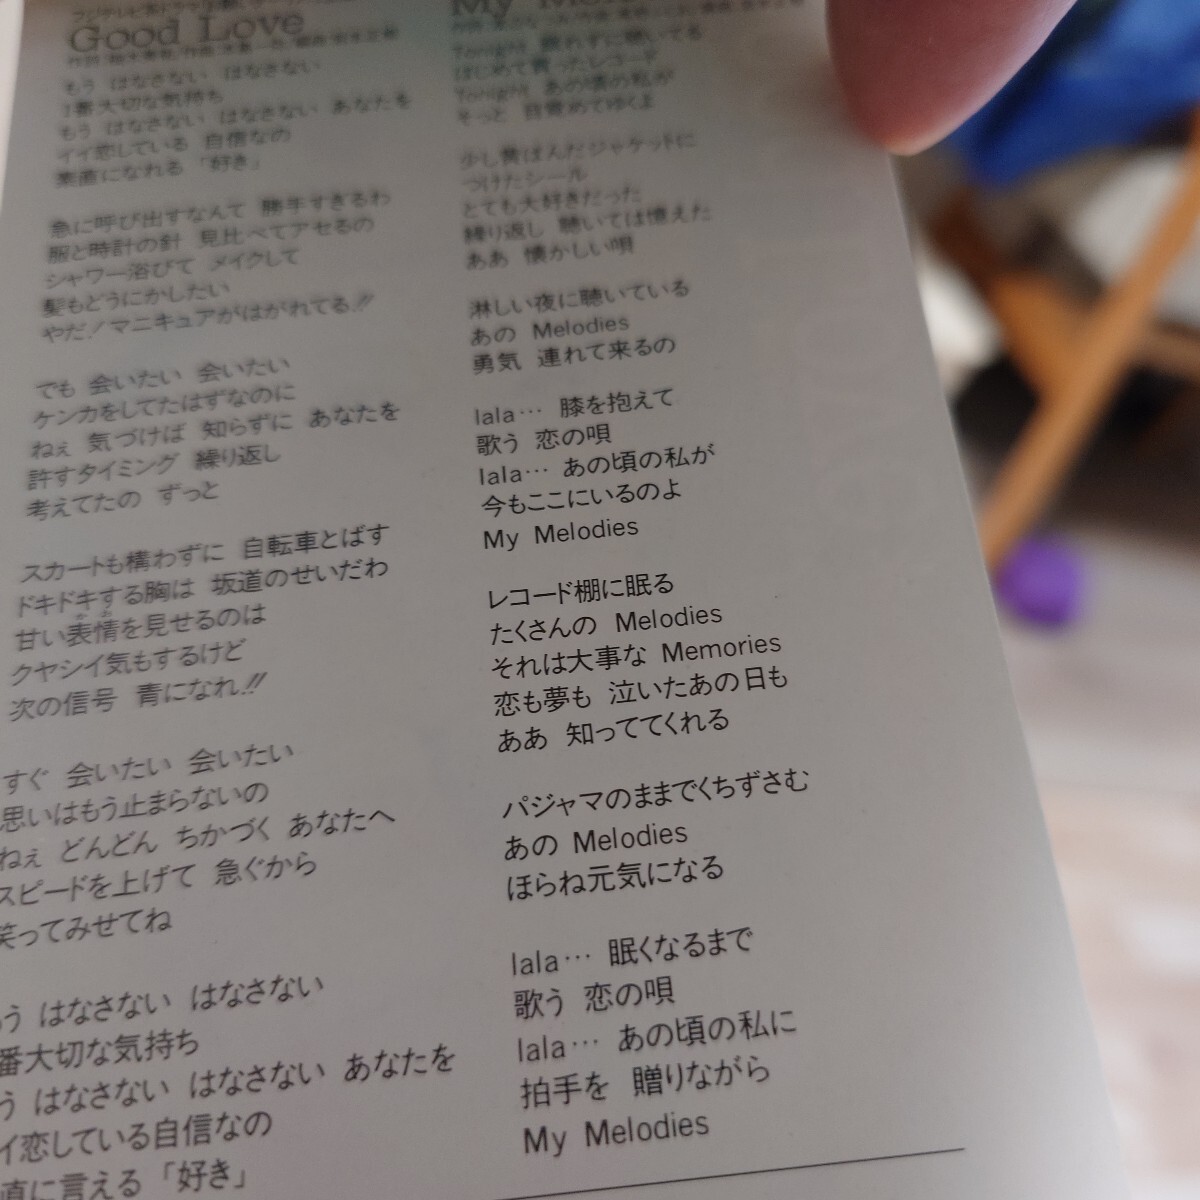 Good Love
もう はなさない はなさない
1番大切な気持ち
もう はなさない はなさない あなたを
イイ恋している 自信なの
素直になれる 「好き」
急に呼び出すなんて 勝手すぎるわ
服と時計の針 見比べてアセるの
シャワー浴びて メイクして
髪もどうにかしたい
やだ!マニキュアがはがれてる!!
でも 会いたい 会いたい
ケンカをしてたはずなのに
ねぇ 気づけば 知らずに あなたを
許すタイミング 繰り返し
考えてたの ずっと
スカートも構わずに 自転車とばす
ドキドキする胸は 坂道のせいだわ
甘い表情を見せるのは
クヤシイ気もするけど
次の信号 青になれ!!
すぐ 会いたい 会いたい
思いはもう止まらないの
ねぇ どんどん ちかづく あなたへ
スピードを上げて 急ぐから
笑ってみせてね
う はなさない はなさない
番大切な気持ち
う はなさない はなさない あなたを
イ恋している自信なの
直に言える 「好き」
My
Tonight 眠れずに聴いてる
はじめて買ったレコード
Tonight あの頃の私が
そっと 目覚めてゆくよ
少し黄ばんだジャケットに
つけたシール
とても大好きだった
繰り返し 聴いては憶えた
ああ 懐かしい唄
淋しい夜に聴いている
あの Melodies
勇気 連れて来るの
lala… 膝を抱えて
歌う 恋の唄
lala… あの頃の私が
今もここにいるのよ
My Melodies
レコード棚に眠る
たくさんの Melodies
それは大事な Memories
恋も夢も 泣いたあの日も
ああ 知っててくれる
パジャマのままでくちずさむ
あの Melodies
ほらね元気になる
lala… 眠くなるまで
歌う 恋の唄
lala… あの頃の私に
拍手を 贈りながら
My Melodies